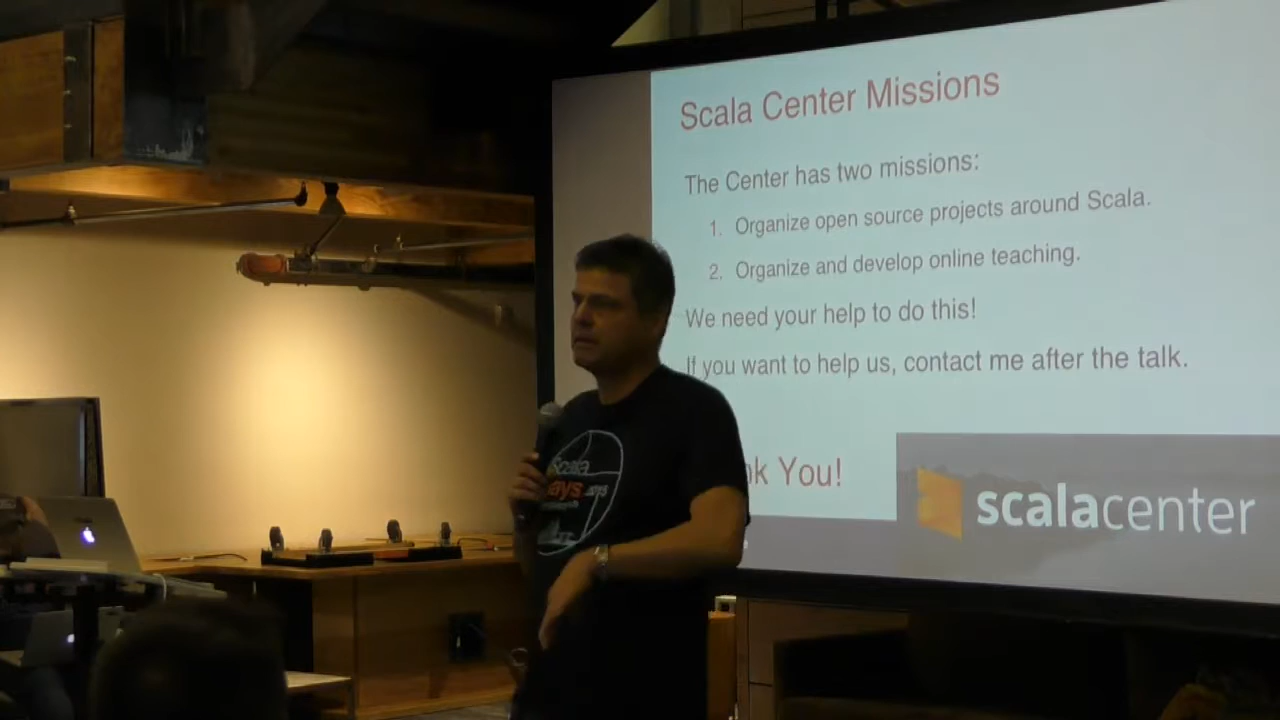 Scala Center Missions
The Center has two missions:
1. Organize open source projects around Scala.
2. Organize and develop online teaching.
We need your help to do this!
If you want to help us, contact me after the talk.
You!
scalacenter
Scala